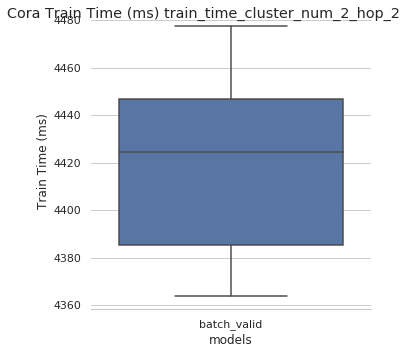 Cora Train Time (ms) train_time_cluster_num_2_hop_2
4480
4460
4440
4420
4400
4380
4360
Train Time (ms)
batch_valid
models